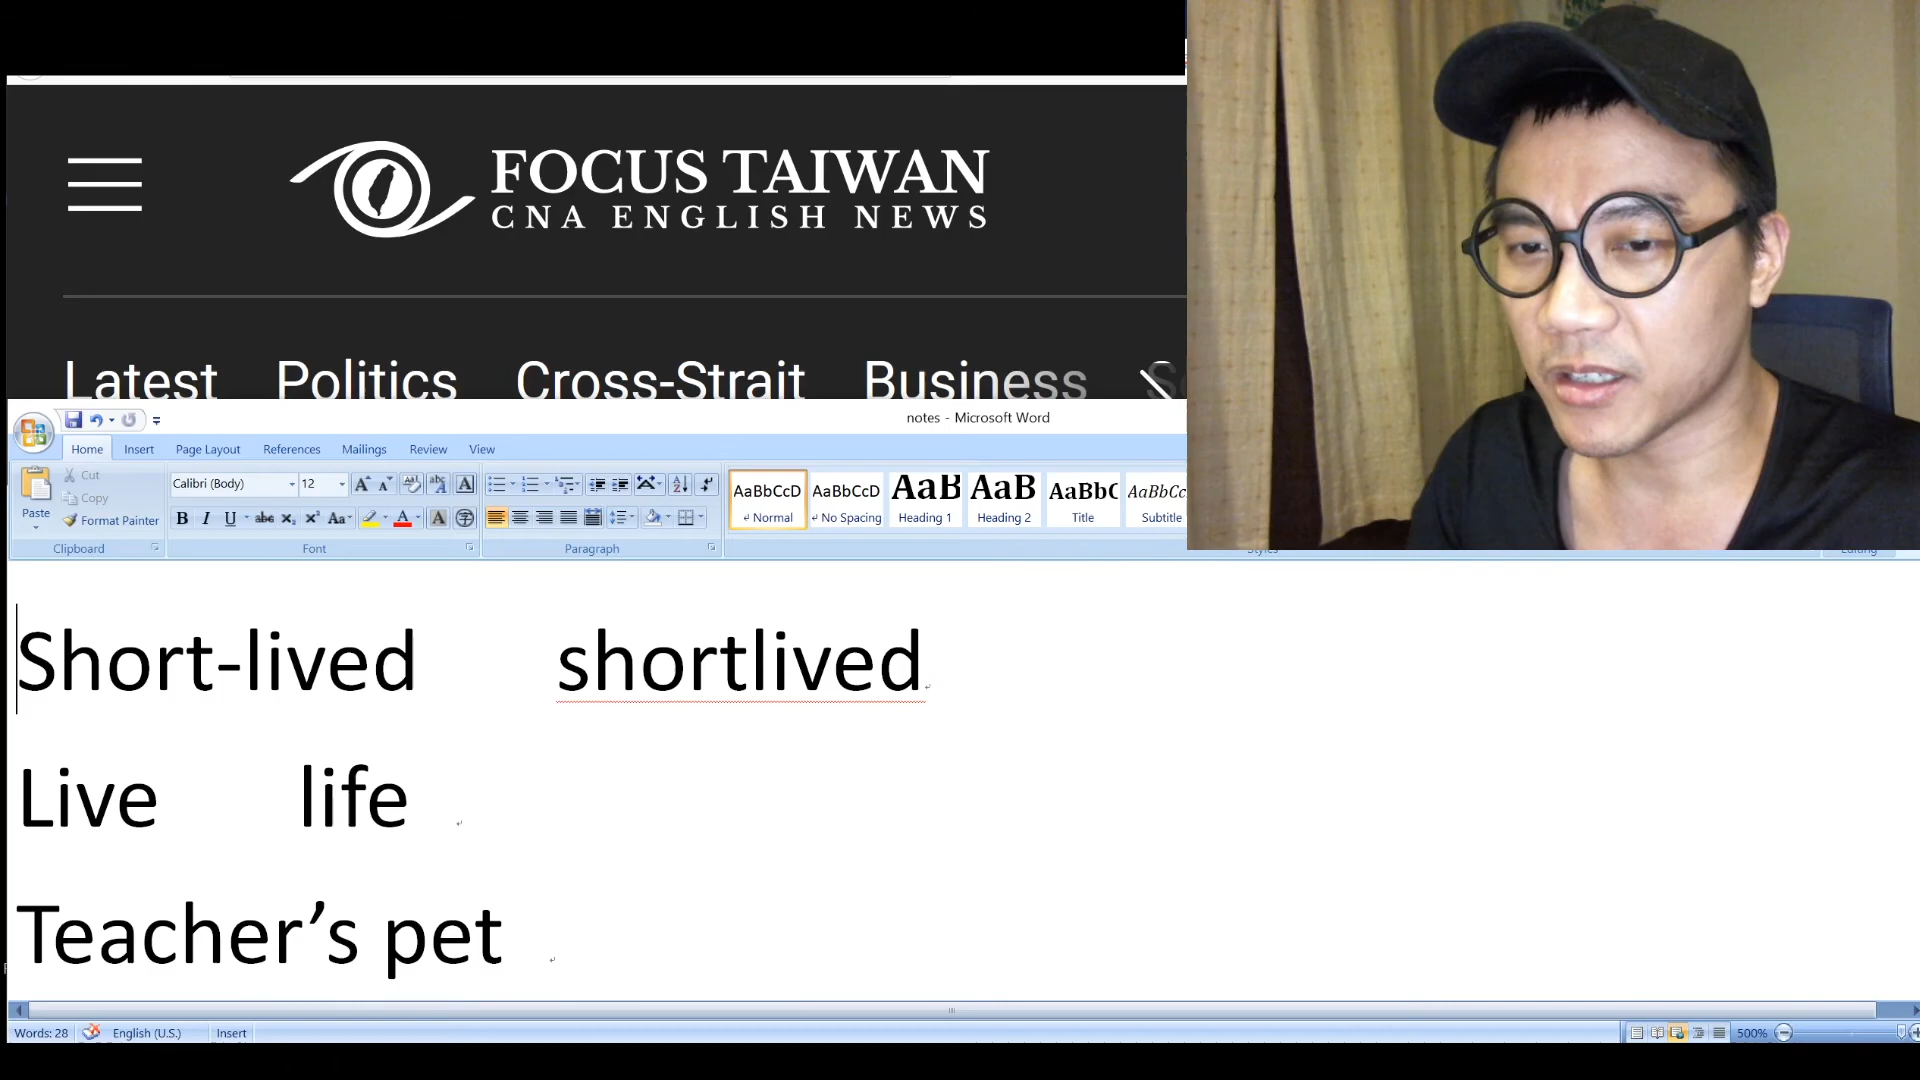 FOCUS TAIWAN
CNA ENGLISH NEWS
Latest Politics Cross-Strait Business
notes - Microsoft Word
Home Insert Page Layout References Mailings Review View
Paste
Cut
Copy
Format Painter
Clipboard
Calibri (Body) 12
Font
Paragraph
AaBbCcD AaBbCcD AaB AaB AaBbC AaBbCc
Normal No Spacing Heading 1 Heading 2 Title Subtitle
Short-lived shortlived
Live life
Teacher’s pet
Words: 28 English (U.S.) Insert 500%